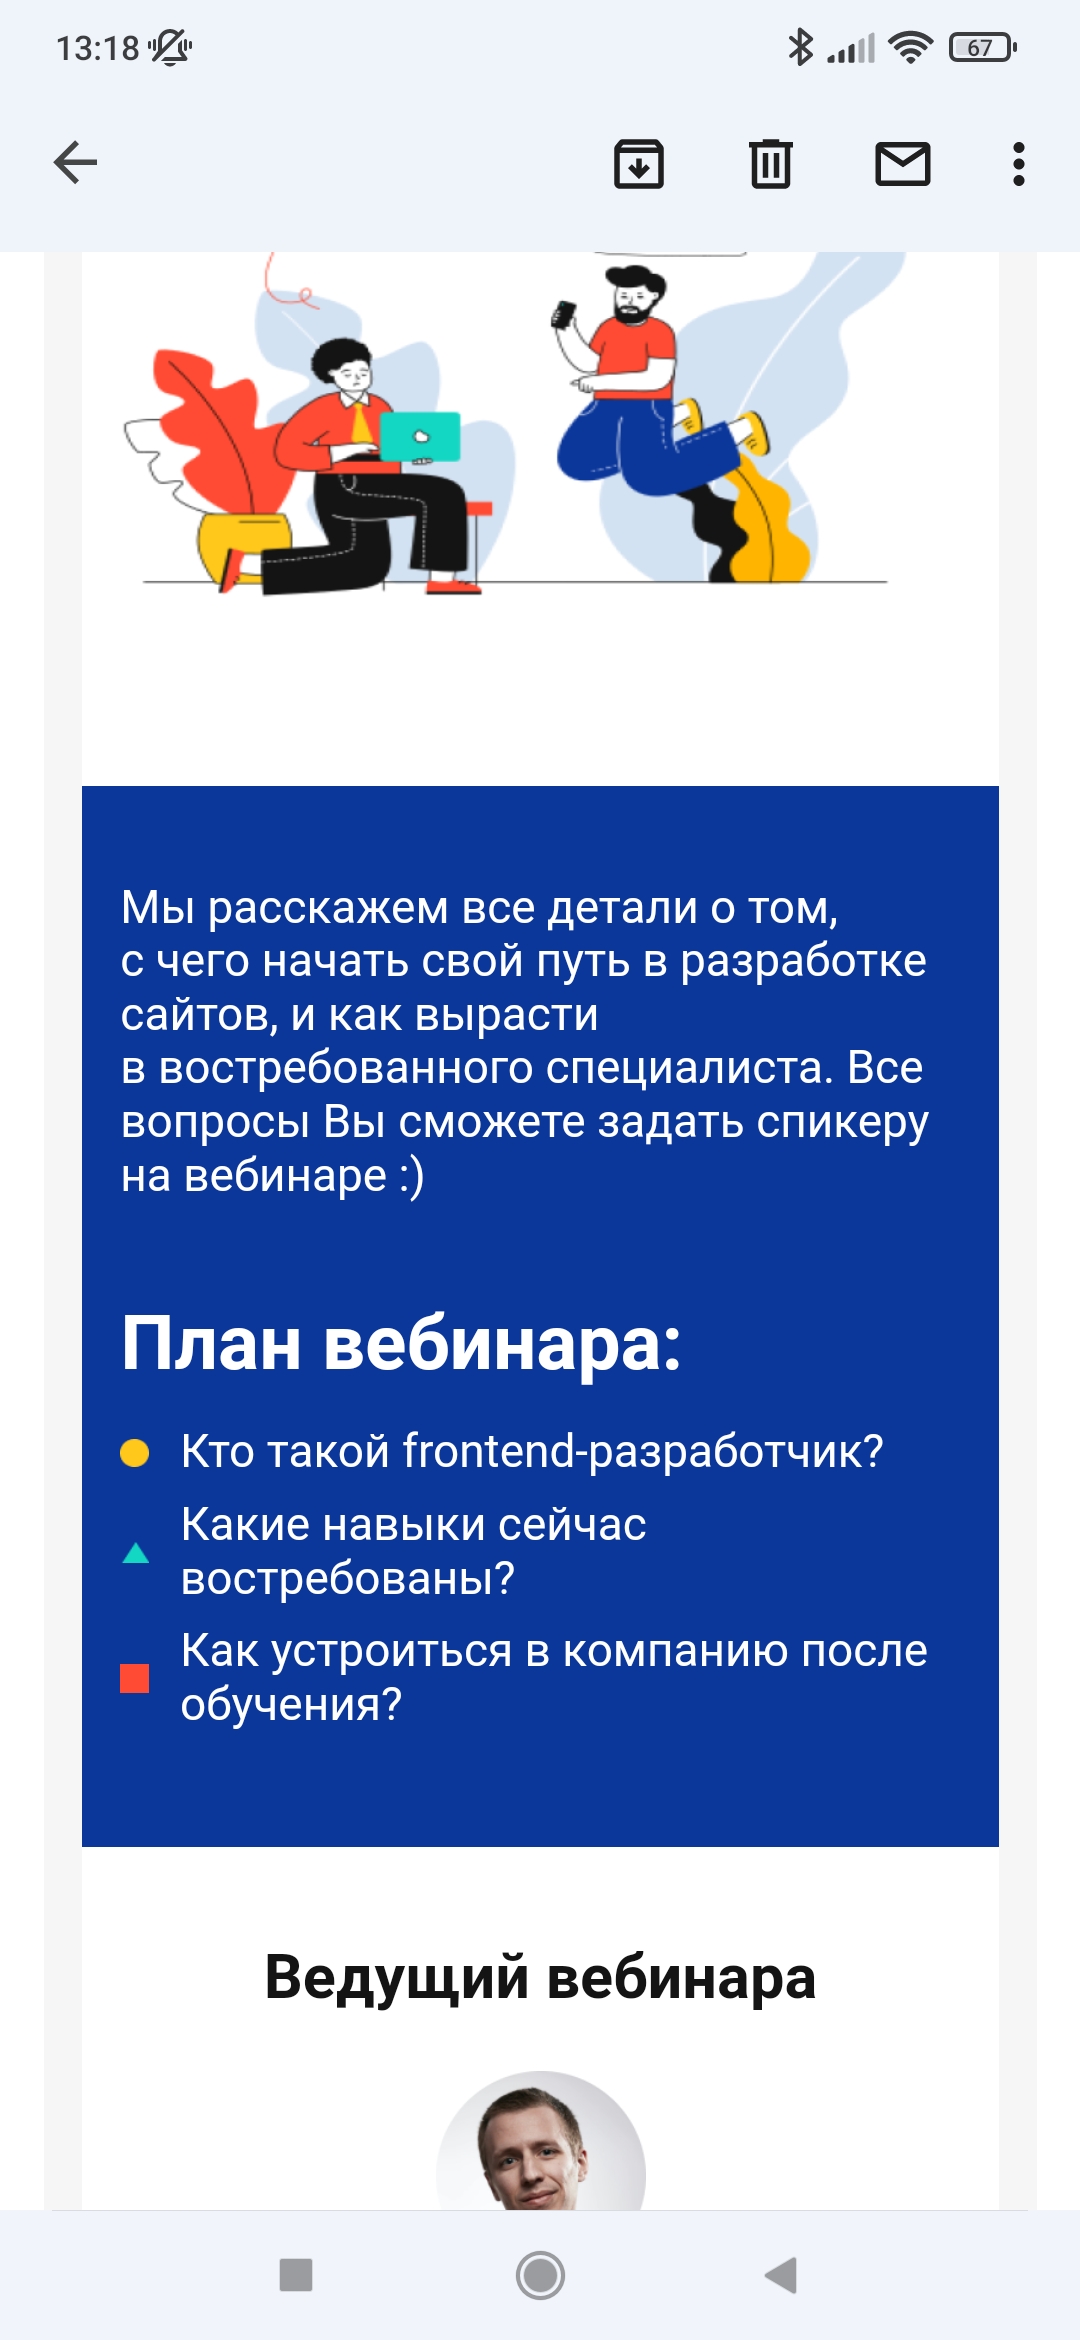 13:18
67
Мы расскажем все детали о том,
с чего начать свой путь в разработке
сайтов, и как вырасти
в востребованного специалиста. Все
вопросы Вы сможете задать спикеру
на вебинаре :)
План вебинара:
Кто такой frontend-разработчик?
Какие навыки сейчас
востребованы?
Как устроиться в компанию после
обучения?
Ведущий вебинара